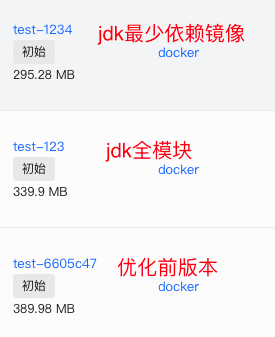 test-1234 jdk最少依赖镜像
初始 docker
295.28 MB
test-123 jdk全模块
初始 docker
339.9 MB
test-6605c47 优化前版本
初始 docker
389.98 MB